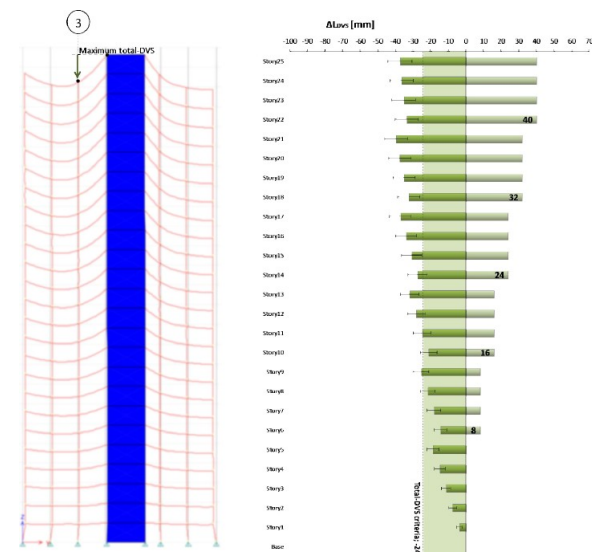 3
Maximum total-DVS
ΔLDVS [mm]
-100 -90 -80 -70 -60 -50 -40 -30 -20 -10 0 10 20 30 40 50 60 70
Story25
Story24
Story23
Story22 40
Story21
Story20
Story19
Story18 32
Story17
Story16
Story15
Story14 24
Story13
Story12
Story11
Story10 16
Story9
Story8
Story7
Story6 8
Story5
Story4
Story3
Story2
Story1
Base
Total-DVS criteria: